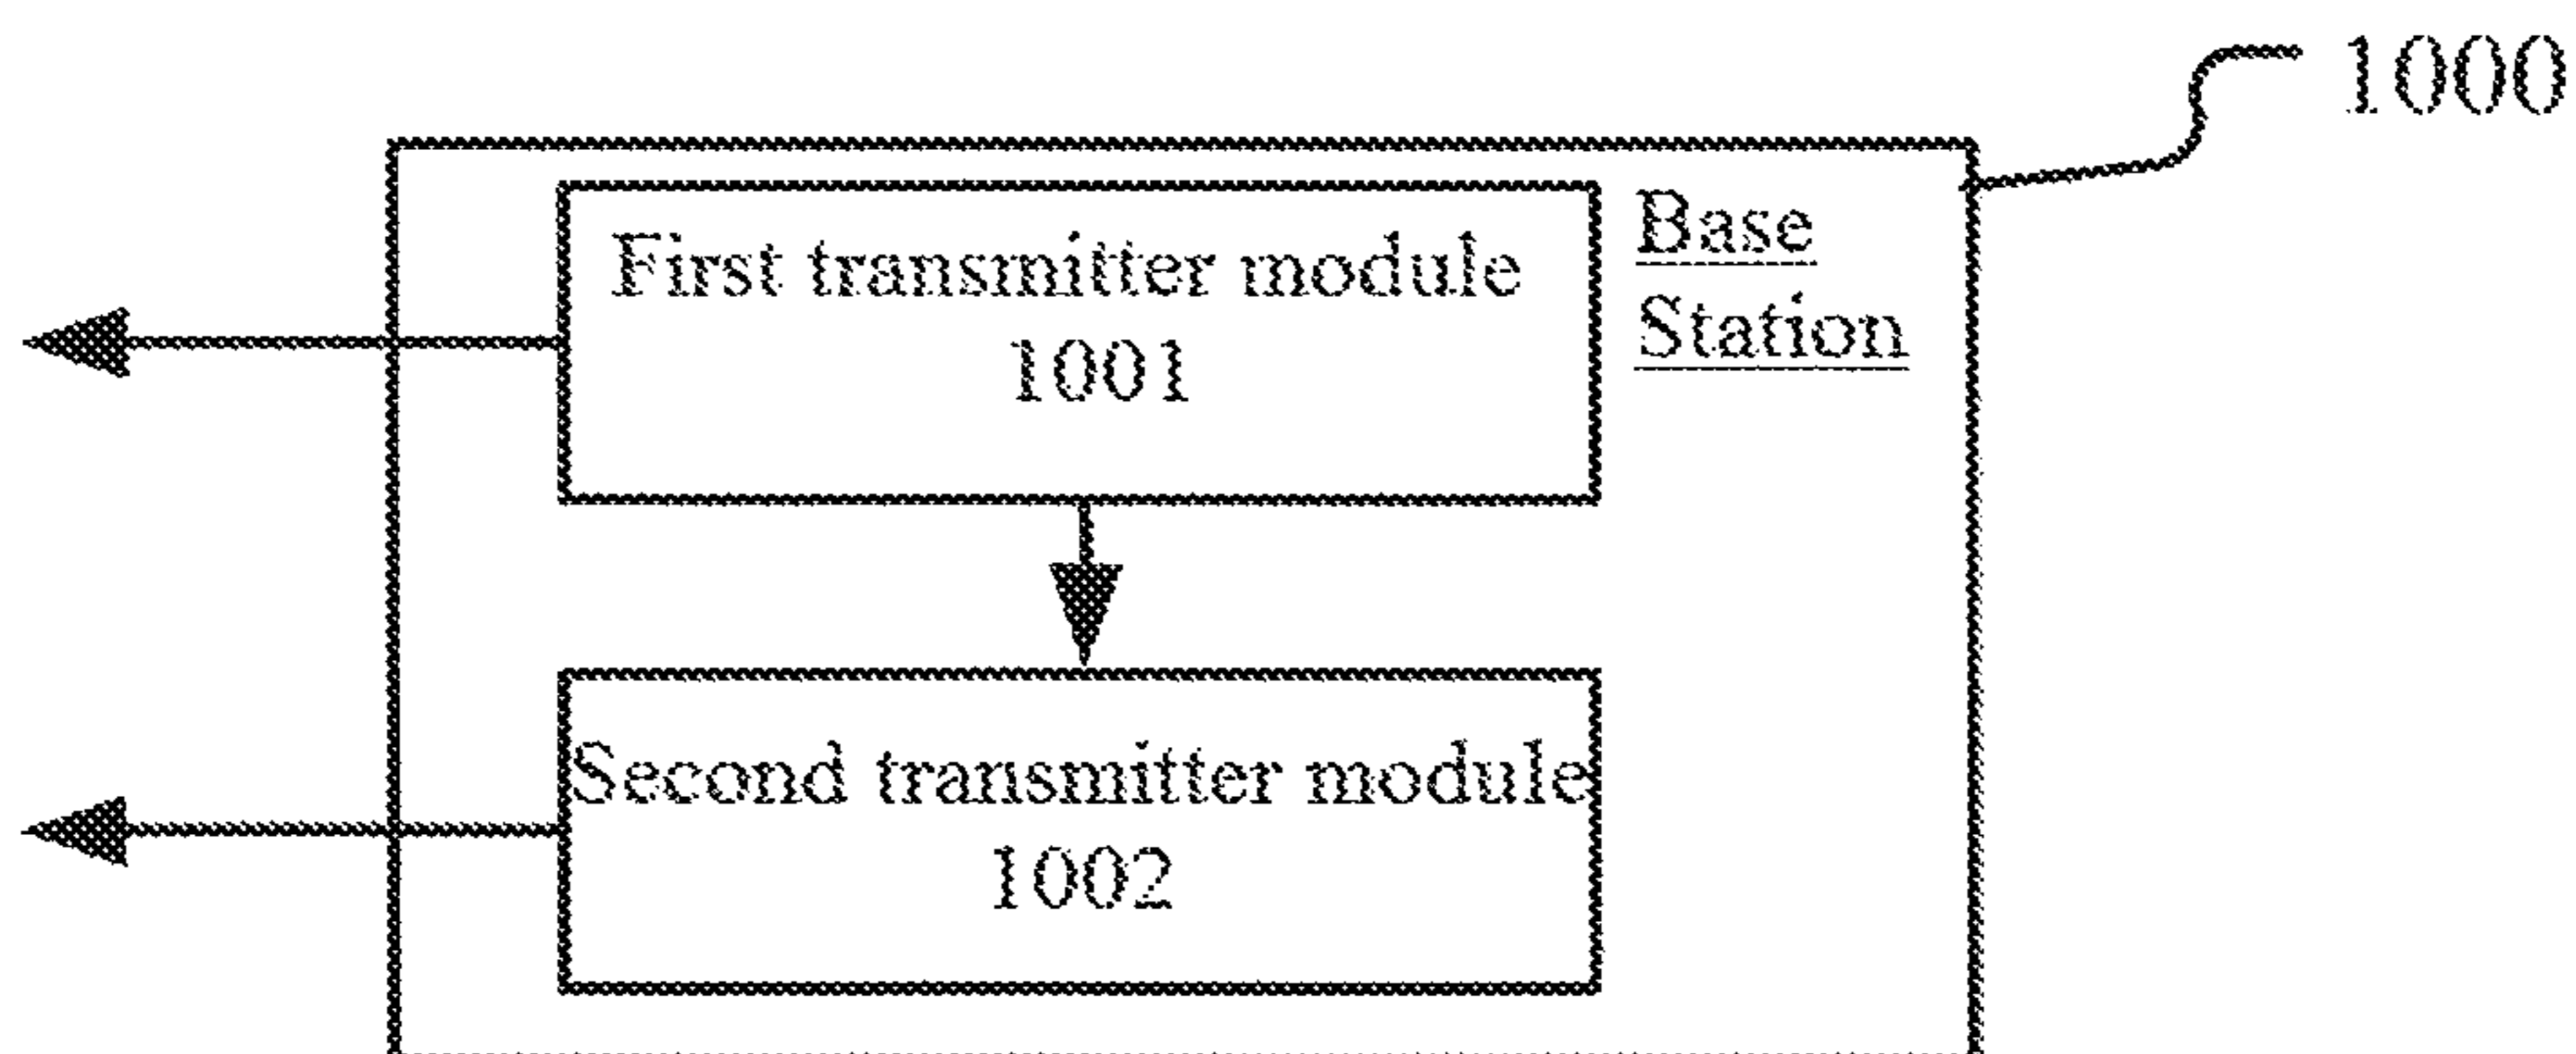 1000
First transmitter module
1001
Base
Station
Second transmitter module
1002